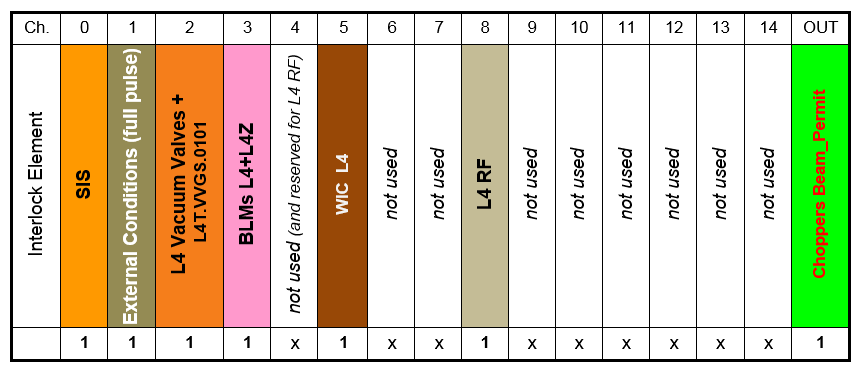 Ch. 0 1 2 3 4 5 6 7 8 9 10 11 12 13 14 OUT
Interlock Element
SIS
External Conditions (full pulse)
L4 Vacuum Valves +
L4T.VVGS.0101
BLMs L4+L4Z
not used (and reserved for L4 RF)
WIC L4
not used
not used
L4 RF
not used
not used
not used
not used
not used
not used
Choppers Beam_Permit
1 1 1 1 x 1 x x 1 x x x x x x 1